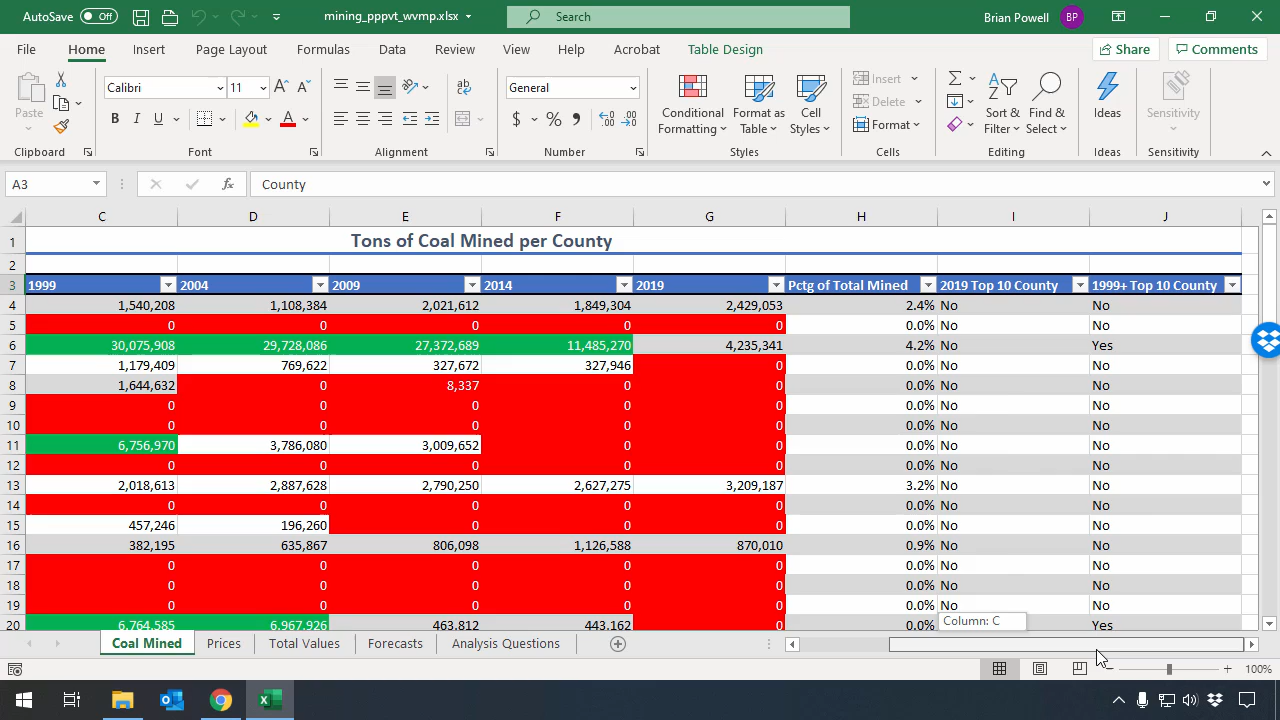 AutoSave Off mining_pppvt_wvmp.xlsx Search Brian Powell BP
File Home Insert Page Layout Formulas Data Review View Help Acrobat Table Design Share Comments
Calibri 11 General
Paste B I U A $ % , Conditional Formatting Format as Table Cell Styles Insert Delete Format Sort & Filter Find & Select Ideas Sensitivity
Clipboard Font Alignment Number Styles Cells Editing Ideas Sensitivity
A3 fx County
C D E F G H I J
1 Tons of Coal Mined per County
2
3 1999 2004 2009 2014 2019 Pctg of Total Mined 2019 Top 10 County 1999+ Top 10 County
4 1,540,208 1,108,384 2,021,612 1,849,304 2,429,053 2.4% No No
5 0 0 0 0 0 0.0% No No
6 30,075,908 29,728,086 27,372,689 11,485,270 4,235,341 4.2% No Yes
7 1,179,409 769,622 327,672 327,946 0 0.0% No No
8 1,644,632 0 8,337 0 0 0.0% No No
9 0 0 0 0 0 0.0% No No
10 0 0 0 0 0 0.0% No No
11 6,756,970 3,786,080 3,009,652 0 0 0.0% No No
12 0 0 0 0 0 0.0% No No
13 2,018,613 2,887,628 2,790,250 2,627,275 3,209,187 3.2% No No
14 0 0 0 0 0 0.0% No No
15 457,246 196,260 0 0 0 0.0% No No
16 382,195 635,867 806,098 1,126,588 870,010 0.9% No No
17 0 0 0 0 0 0.0% No No
18 0 0 0 0 0 0.0% No No
19 0 0 0 0 0 0.0% No No
20 6,764,585 6,967,926 463,812 443,162 0 0.0% Yes
Column: C
Coal Mined Prices Total Values Forecasts Analysis Questions
100%